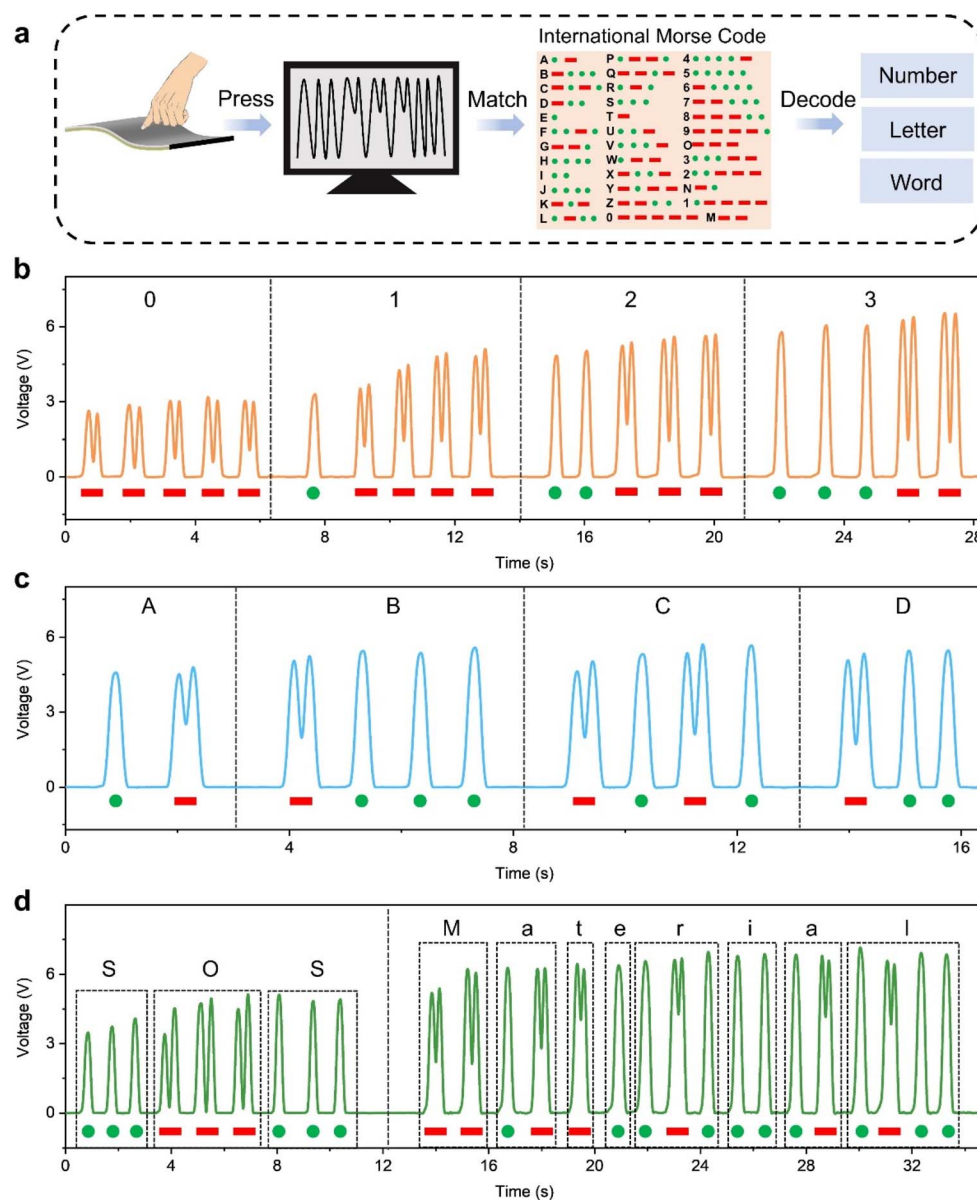 a
International Morse Code
Press
Match
Decode
A P 4
B Q 5
C R 6
D S 7
E T 8
F U 9
G V O
H W 3
I X 2
J Y N
K Z 1
L 0 M
Number
Letter
Word
b
0 1 2 3
Voltage (V)
6
3
0
0 4 8 12 16 20 24 28
Time (s)
c
A B C D
Voltage (V)
6
3
0
0 4 8 12 16
Time (s)
d
M a t e r i a l
S O S
Voltage (V)
6
3
0
0 4 8 12 16 20 24 28 32
Time (s)